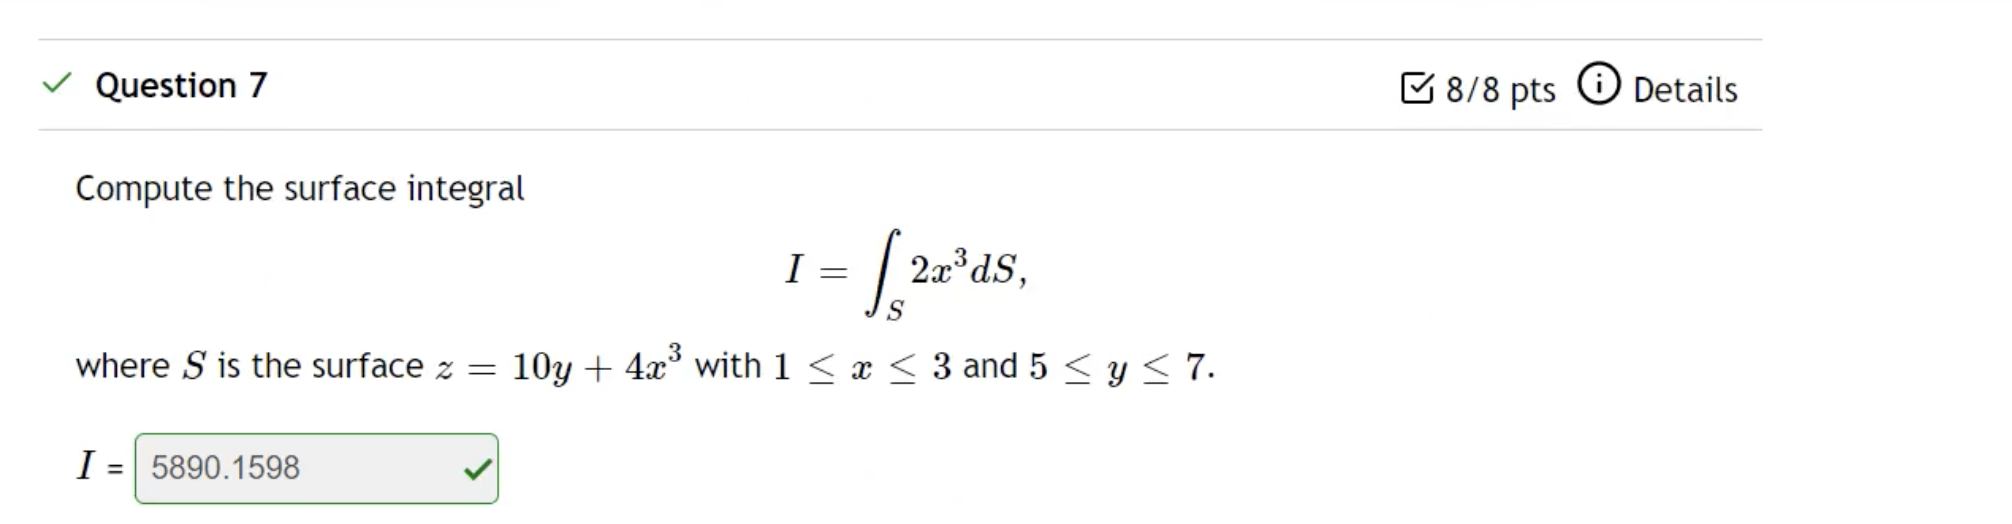 Question 7
8/8 pts Details
Compute the surface integral
I = ∫_S 2x³dS,
where S is the surface z = 10y + 4x³ with 1 ≤ x ≤ 3 and 5 ≤ y ≤ 7.
I = 5890.1598